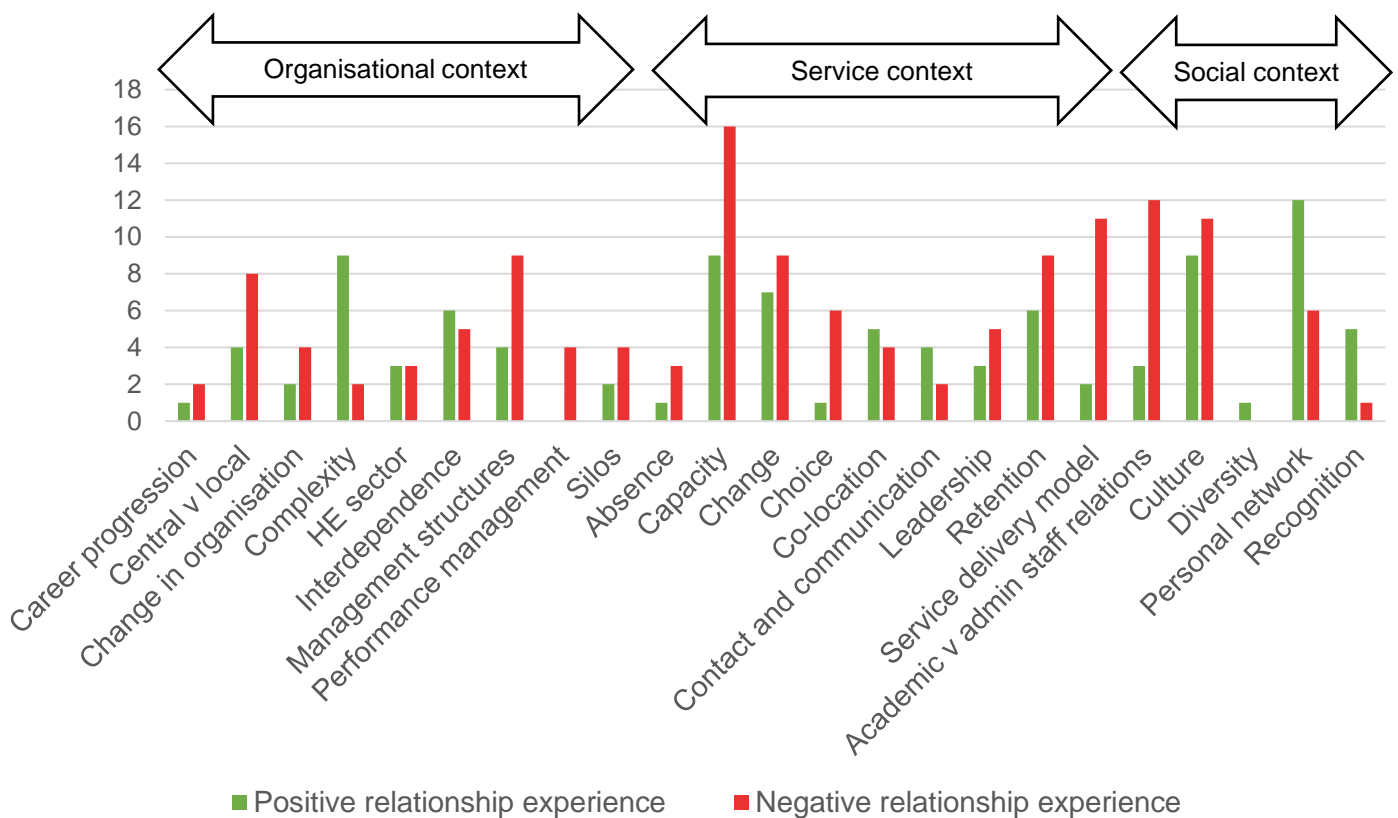 Organisational context
Service context
Social context
18
16
14
12
10
8
6
4
2
0
Career progression
Central v local
Change in organisation
Complexity
HE sector
Interdependence
Management structures
Performance management
Silos
Absence
Capacity
Change
Choice
Co-location
Contact and communication
Leadership
Retention
Service delivery model
Academic v admin staff relations
Culture
Diversity
Personal network
Recognition
Positive relationship experience
Negative relationship experience